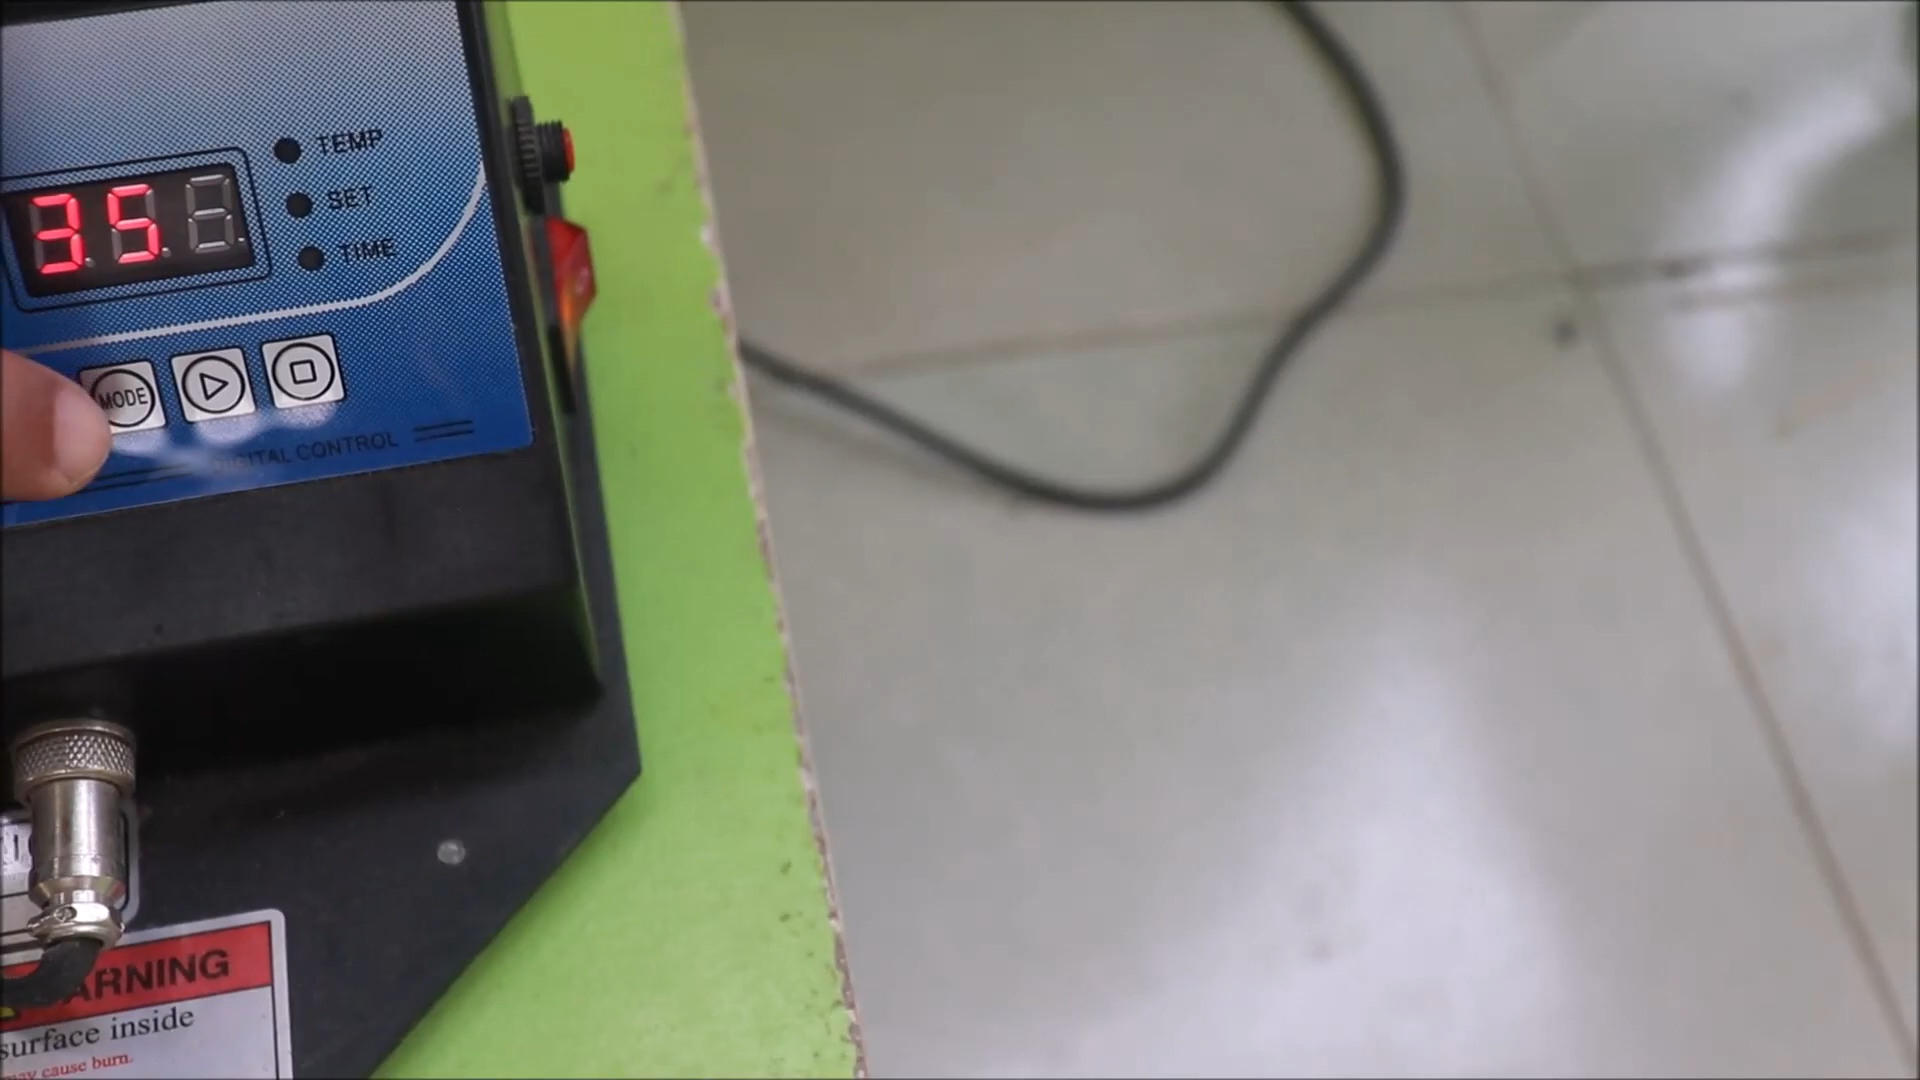 TEMP
SET
TIME
35
MODE
DIGITAL CONTROL
WARNING
surface inside
may cause burn.